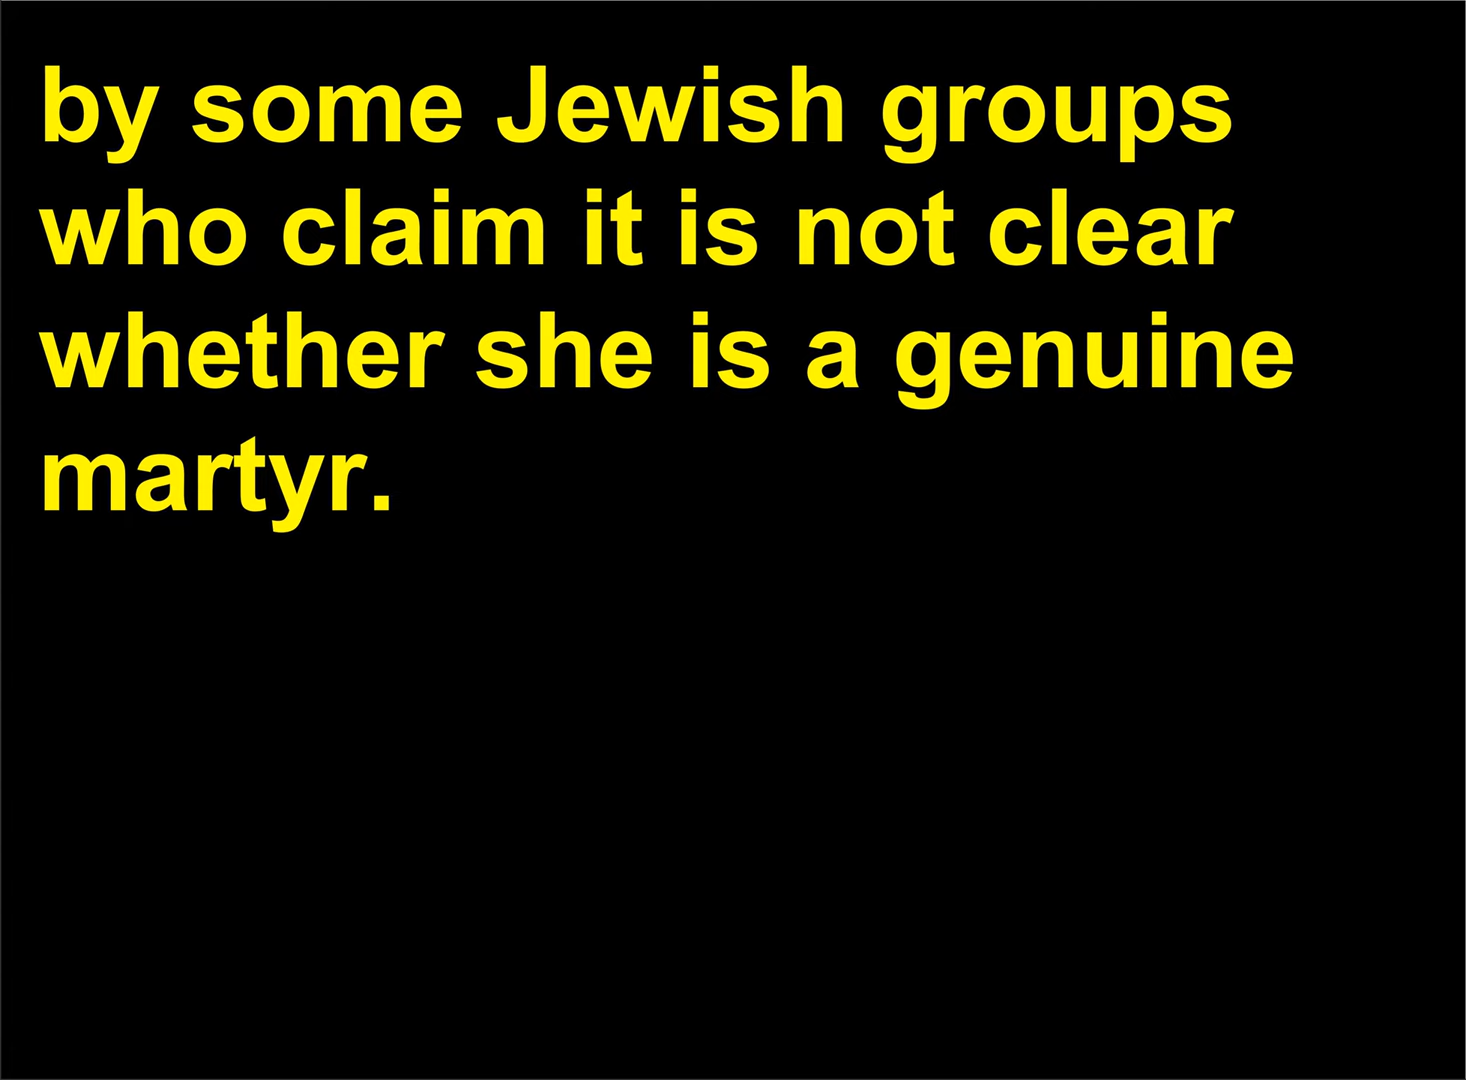 by some Jewish groups
who claim it is not clear
whether she is a genuine
martyr.